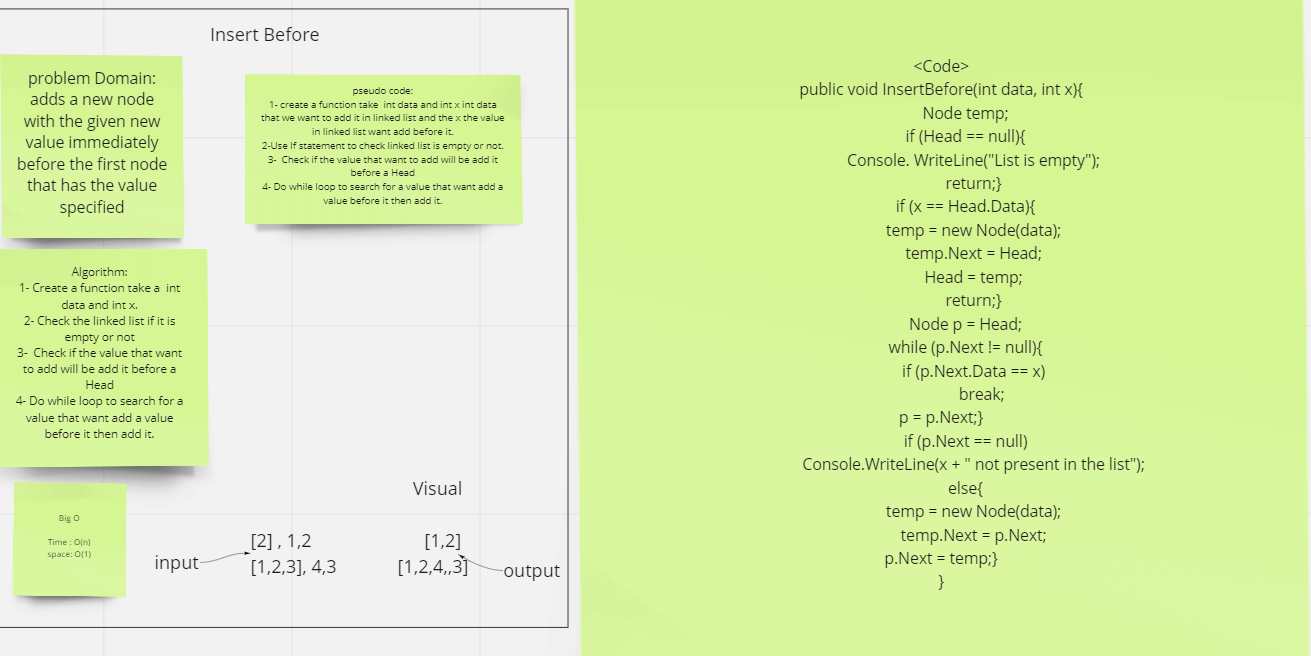 Insert Before
problem Domain:
adds a new node
with the given new
value immediately
before the first node
that has the value
specified
pseudo code:
1- create a function take  int data and int x int data
that we want to add it in linked list and the x the value
in linked list want add before it.
2-Use If statement to check linked list is empty or not.
3-  Check if the value that want to add will be add it
before a Head
4- Do while loop to search for a value that want add a
value before it then add it.
Algorithm:
1- Create a function take a  int
data and int x.
2- Check the linked list if it is
empty or not
3-  Check if the value that want
to add will be add it before a
Head
4- Do while loop to search for a
value that want add a value
before it then add it.
Big O
Time : O(n)
space: O(1)
Visual
input
[2] , 1,2
[1,2,3], 4,3
[1,2]
[1,2,4,,3]
output
<Code>
public void InsertBefore(int data, int x){
Node temp;
if (Head == null){
Console. WriteLine("List is empty");
return;}
if (x == Head.Data){
temp = new Node(data);
temp.Next = Head;
Head = temp;
return;}
Node p = Head;
while (p.Next != null){
if (p.Next.Data == x)
break;
p = p.Next;}
if (p.Next == null)
Console.WriteLine(x + " not present in the list");
else{
temp = new Node(data);
temp.Next = p.Next;
p.Next = temp;}
}